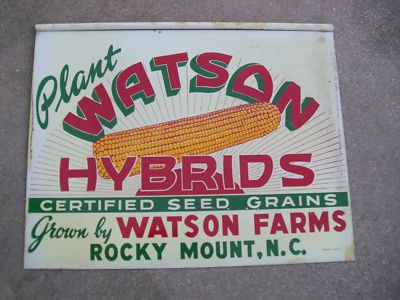 Plant
WATSON
HYBRIDS
CERTIFIED SEED GRAINS
Grown by WATSON FARMS
ROCKY MOUNT, N.C.